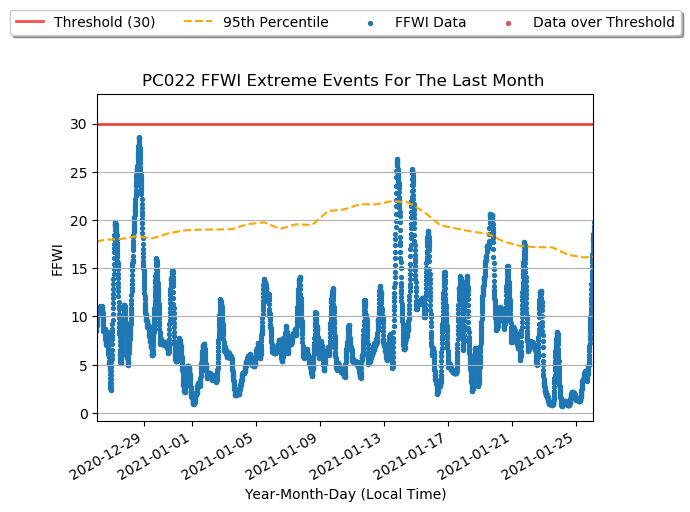 Threshold (30) 95th Percentile FFWI Data Data over Threshold
PC022 FFWI Extreme Events For The Last Month
FFWI
30
25
20
15
10
5
0
2020-12-29 2021-01-01 2021-01-05 2021-01-09 2021-01-13 2021-01-17 2021-01-21 2021-01-25
Year-Month-Day (Local Time)